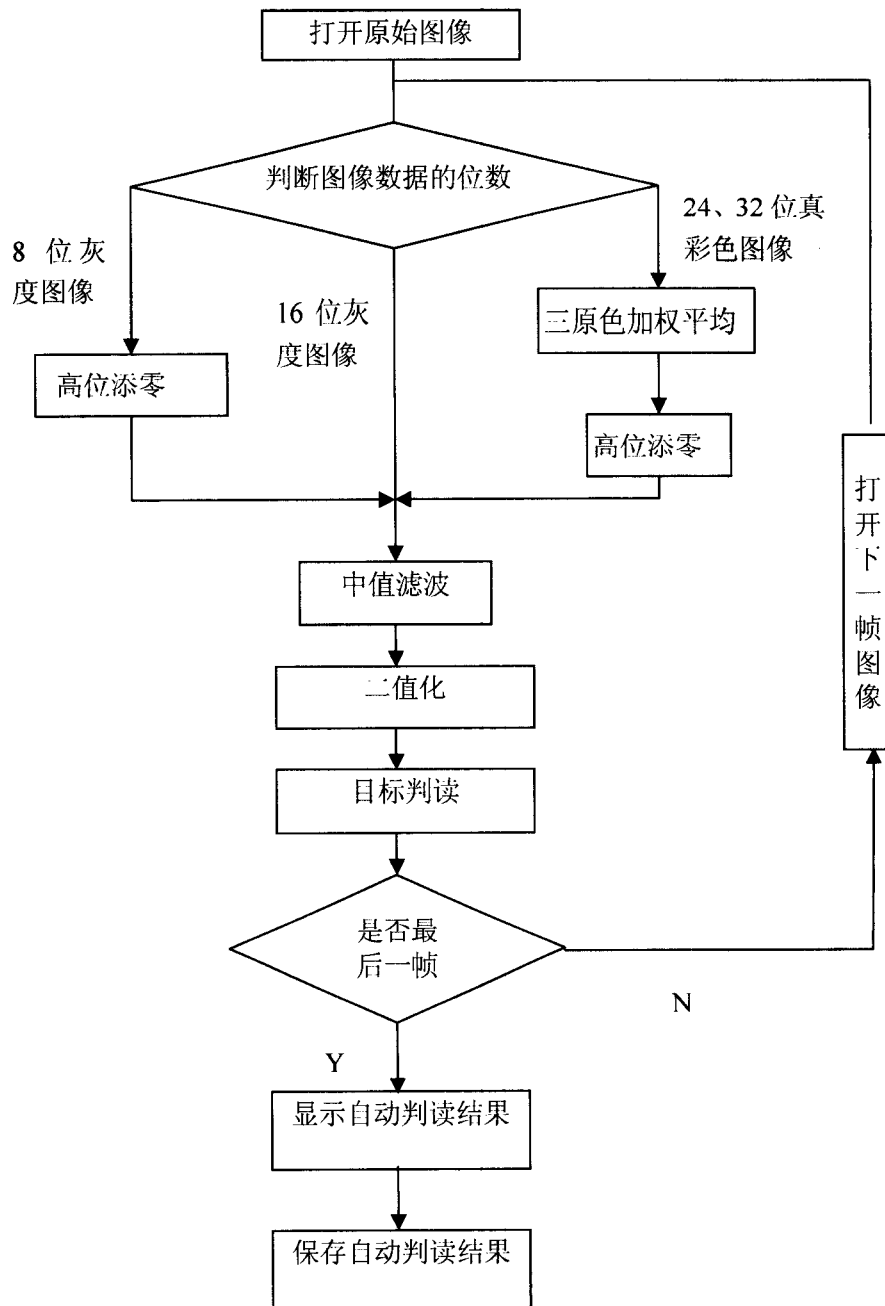 打开原始图像
判断图像数据的位数
24、32 位真
彩色图像
8 位灰
度图像
16 位灰
度图像
三原色加权平均
高位添零
高位添零
打
开
下
一
帧
图
像
中值滤波
二值化
目标判读
是否最
后一帧
N
Y
显示自动判读结果
保存自动判读结果